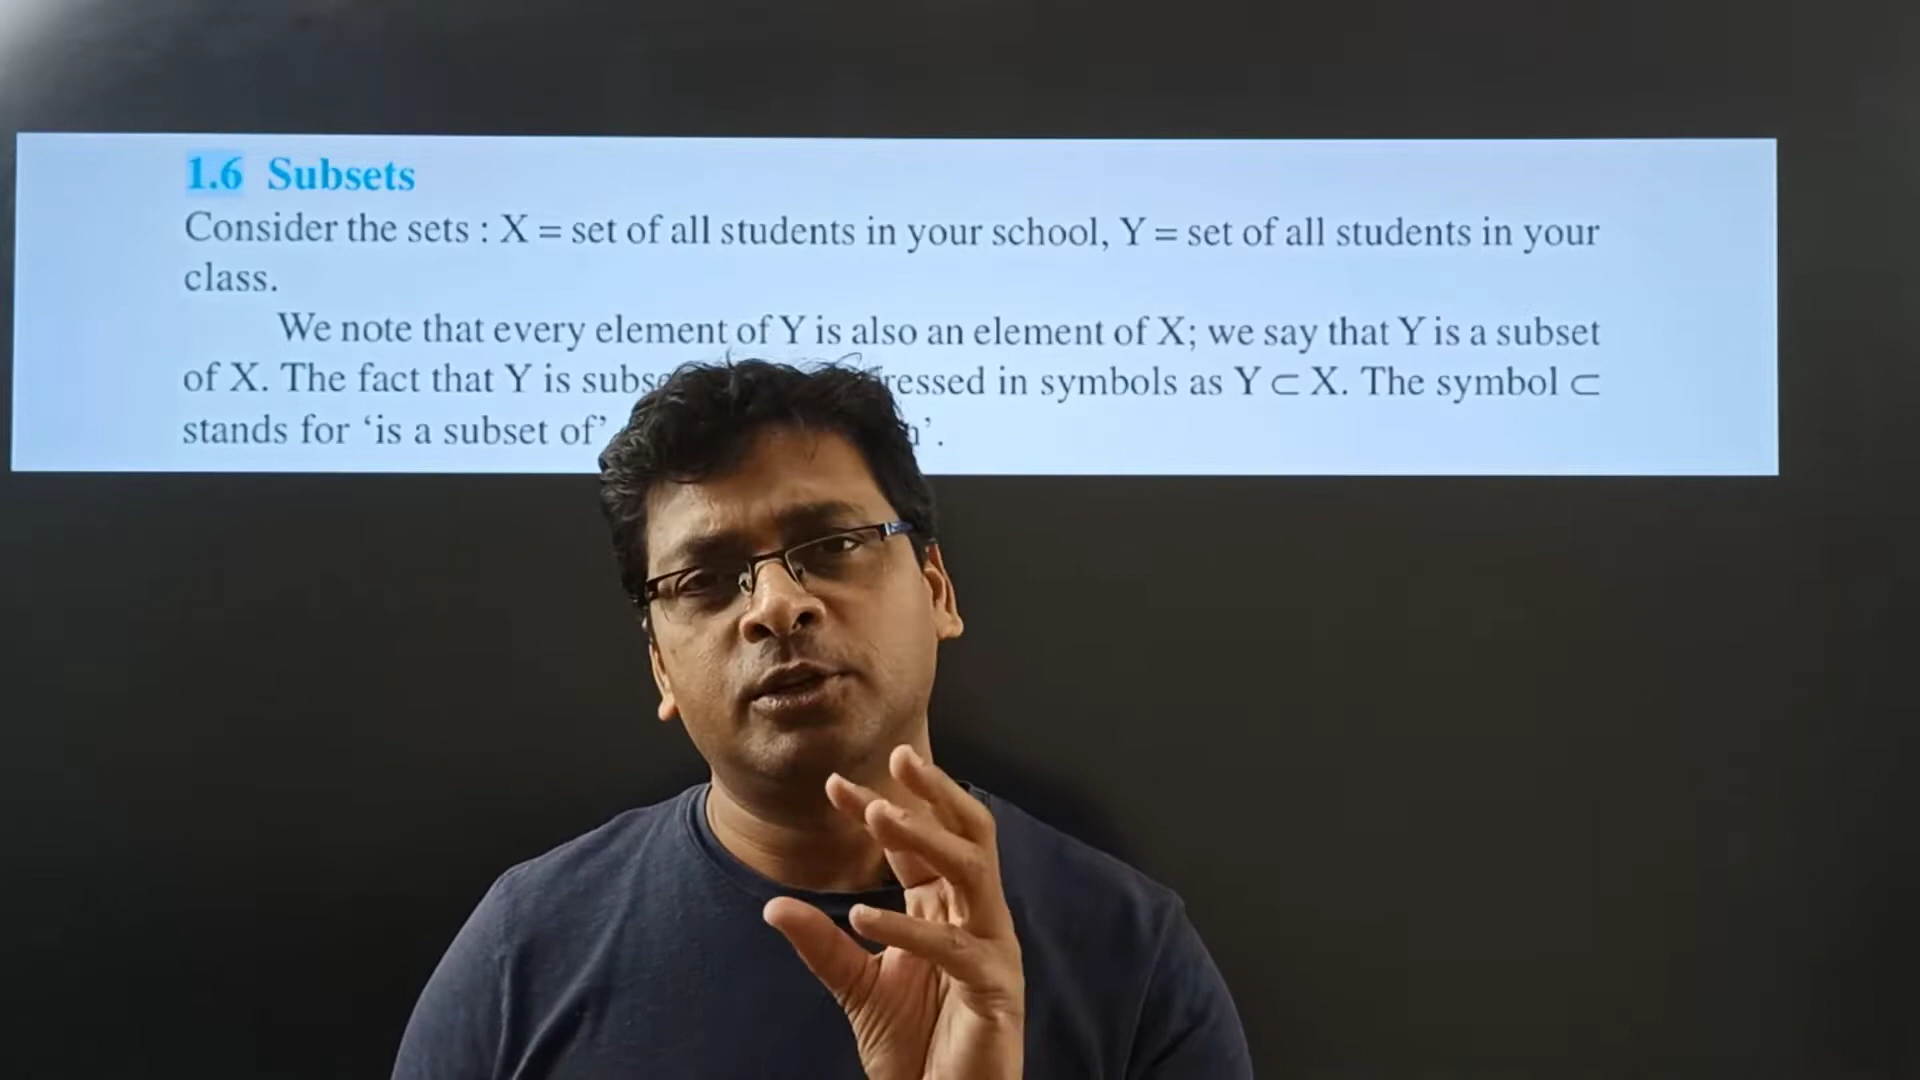 1.6 Subsets
Consider the sets : X = set of all students in your school, Y = set of all students in your
class.
We note that every element of Y is also an element of X; we say that Y is a subset
of X. The fact that Y is in symbols as Y ⊂ X. The symbol ⊂
stands for ‘is a subset of’